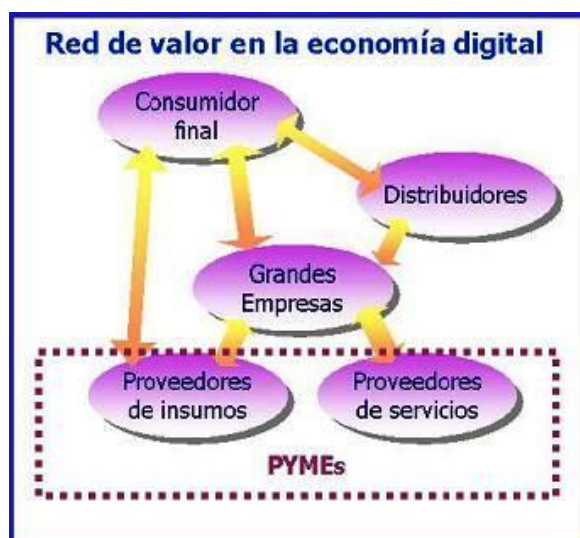 Red de valor en la economía digital
Consumidor
final
Distribuidores
Grandes
Empresas
Proveedores
de insumos
Proveedores
de servicios
PYMEs